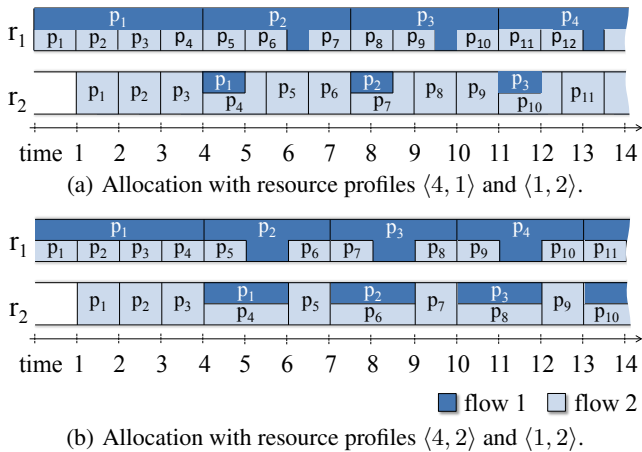 p₁ p₂ p₃ p₄
r₁ p₁ p₂ p₃ p₄ p₅ p₆ p₇ p₈ p₉ p₁₀ p₁₁ p₁₂
r₂ p₁ p₂ p₃ p₁ p₄ p₅ p₆ p₂ p₇ p₈ p₉ p₃ p₁₀ p₁₁
time 1 2 3 4 5 6 7 8 9 10 11 12 13 14
(a) Allocation with resource profiles ⟨4, 1⟩ and ⟨1, 2⟩.
p₁ p₂ p₃ p₄
r₁ p₁ p₂ p₃ p₄ p₅ p₆ p₇ p₈ p₉ p₁₀ p₁₁
r₂ p₁ p₂ p₃ p₁ p₄ p₅ p₂ p₆ p₇ p₃ p₈ p₉ p₁₀
time 1 2 3 4 5 6 7 8 9 10 11 12 13 14
flow 1 flow 2
(b) Allocation with resource profiles ⟨4, 2⟩ and ⟨1, 2⟩.